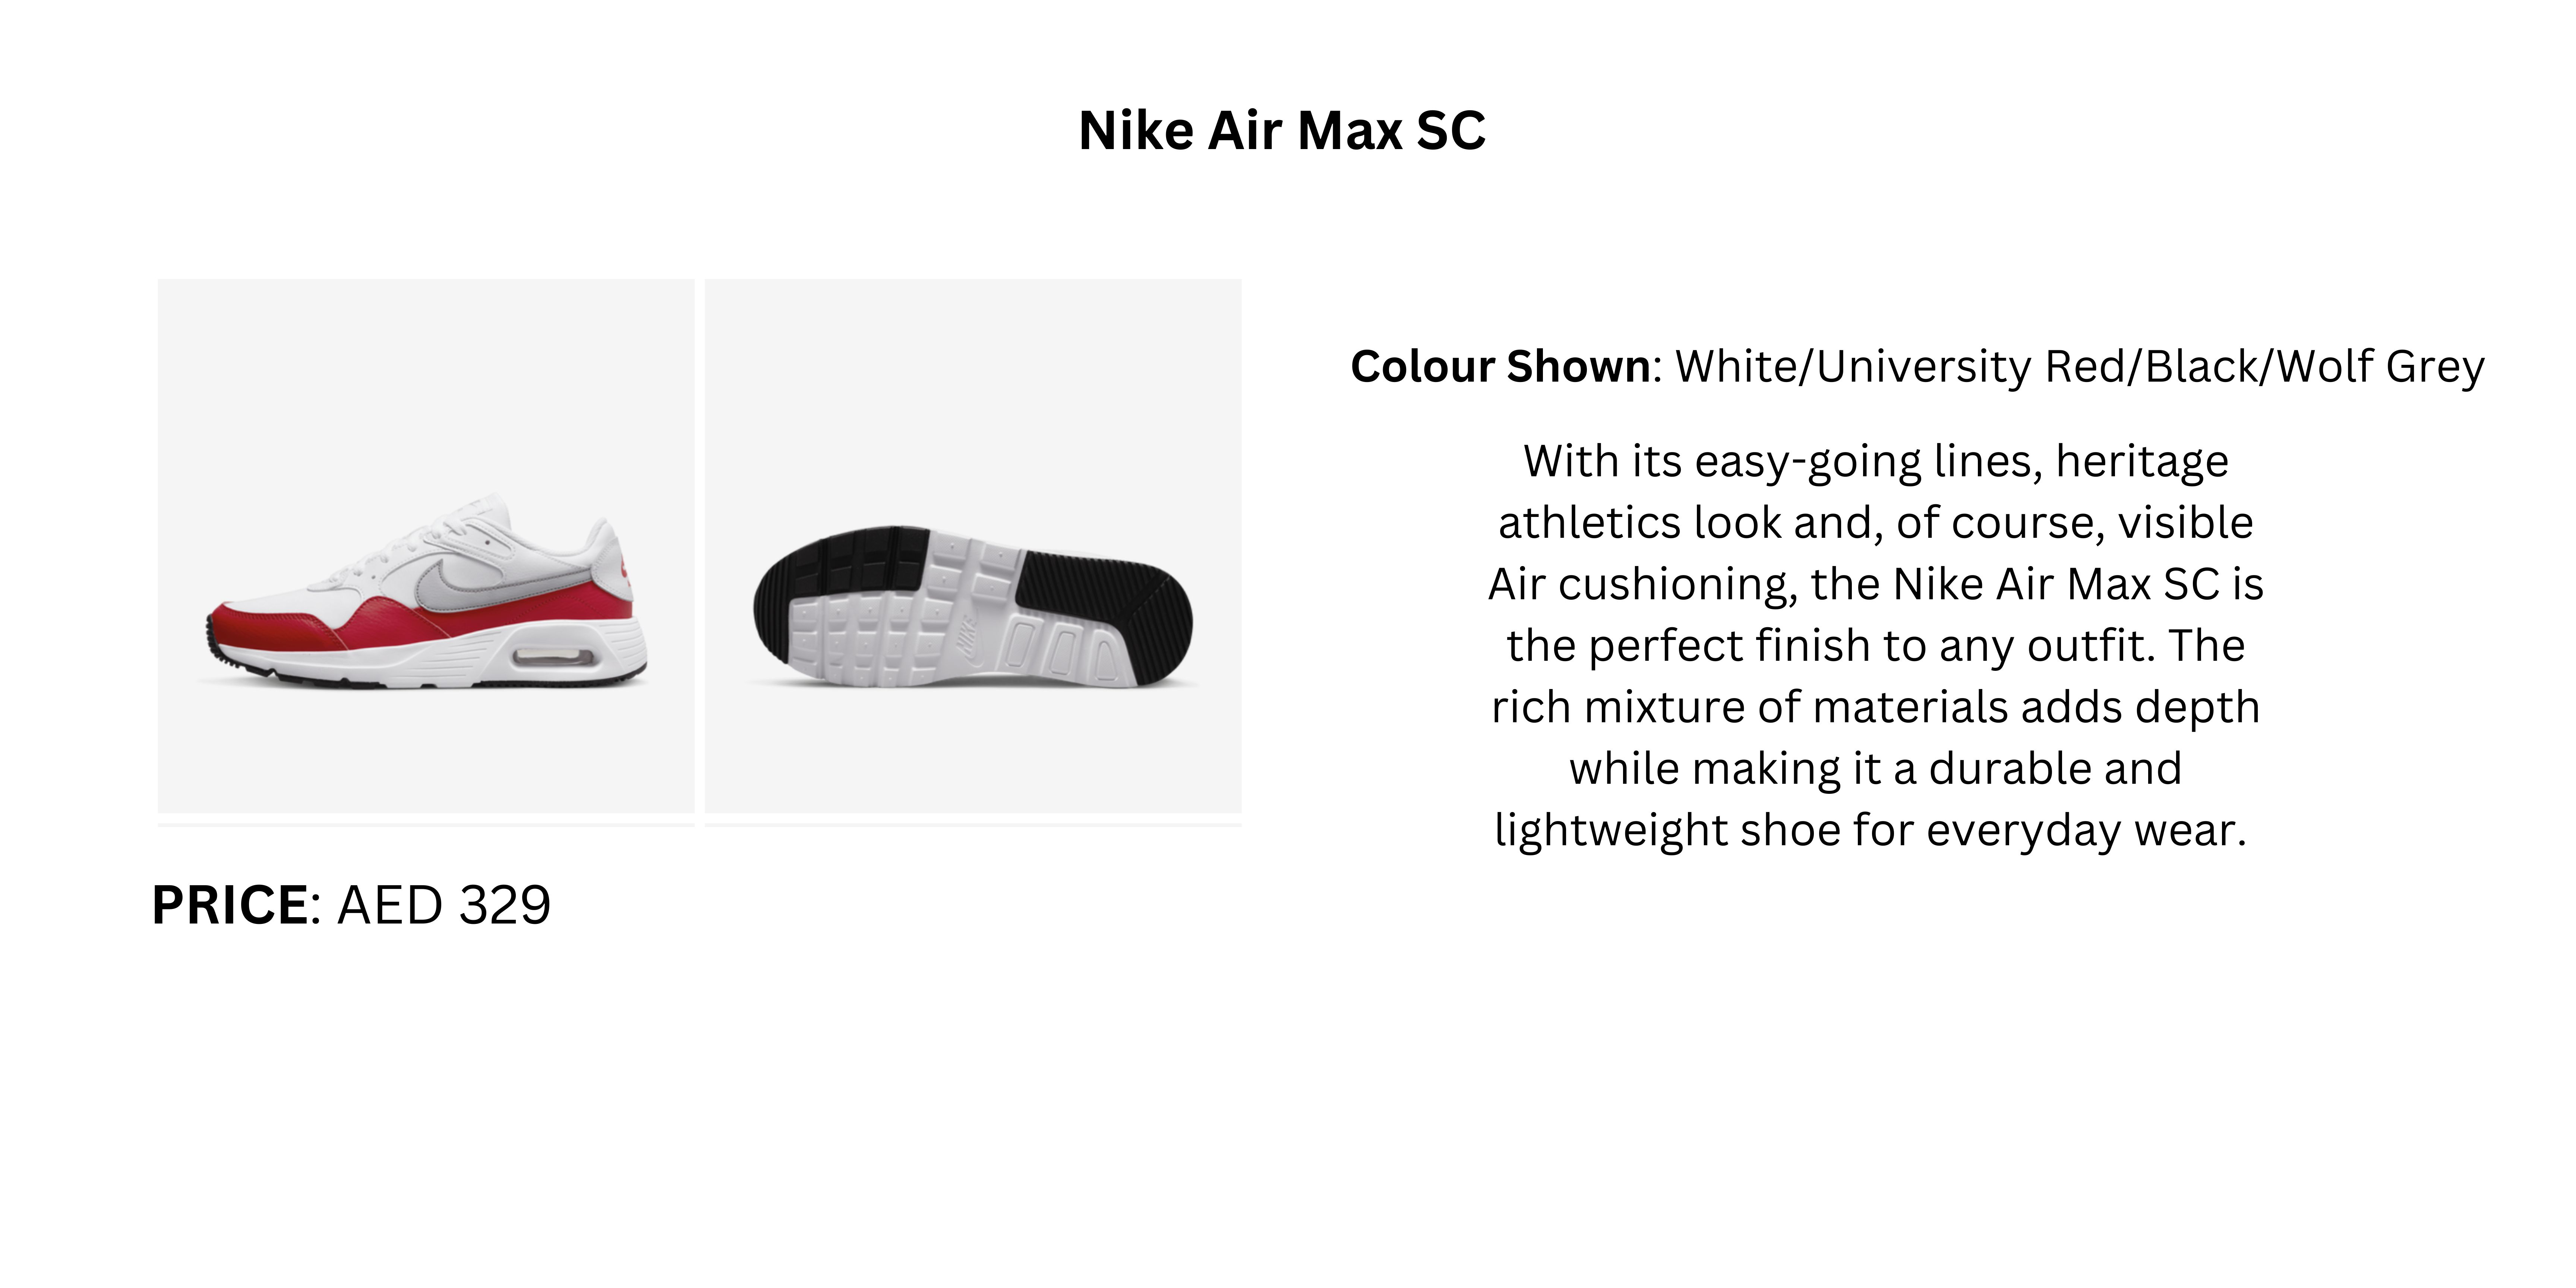 Nike Air Max SC
Colour Shown: White/University Red/Black/Wolf Grey
With its easy-going lines, heritage
athletics look and, of course, visible
Air cushioning, the Nike Air Max SC is
the perfect finish to any outfit. The
rich mixture of materials adds depth
while making it a durable and
lightweight shoe for everyday wear.
NIKE
PRICE: AED 329